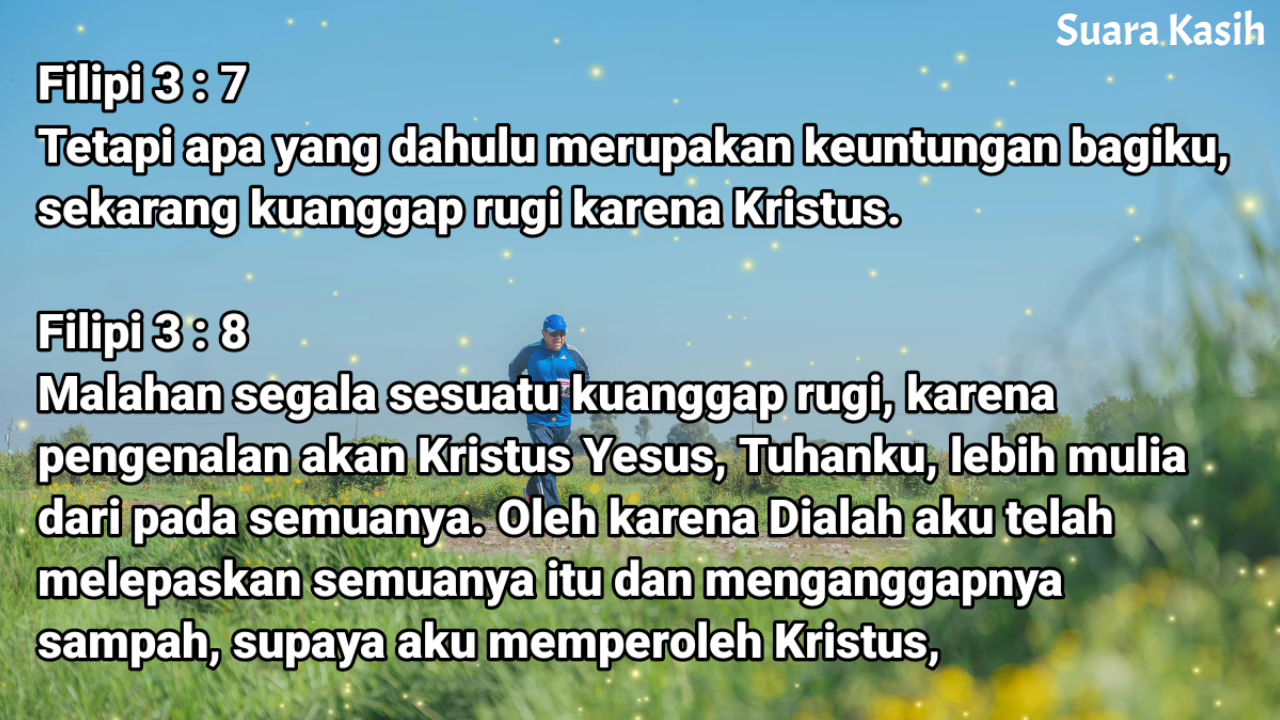 Suara Kasih
Filipi 3 : 7
Tetapi apa yang dahulu merupakan keuntungan bagiku,
sekarang kuanggap rugi karena Kristus.
Filipi 3 : 8
Malahan segala sesuatu kuanggap rugi, karena
pengenalan akan Kristus Yesus, Tuhanku, lebih mulia
dari pada semuanya. Oleh karena Dialah aku telah
melepaskan semuanya itu dan menganggapnya
sampah, supaya aku memperoleh Kristus,